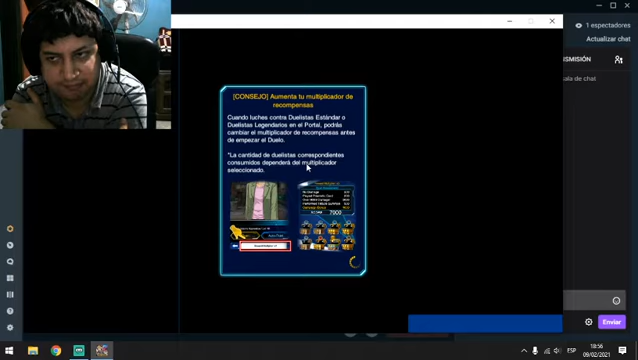 1 espectadores
Actualizar chat
[CONSEJO] Aumenta tu multiplicador de
recompensas
Cuando luches contra Duelistas Estándar o
Duelistas Legendarios en el Portal, podrás
cambiar el multiplicador de recompensas antes
de empezar el Duelo.
*La cantidad de duelistas correspondientes
consumidos dependerá del multiplicador
seleccionado.
7000
Enviar
ESP
18:56
09/02/2021